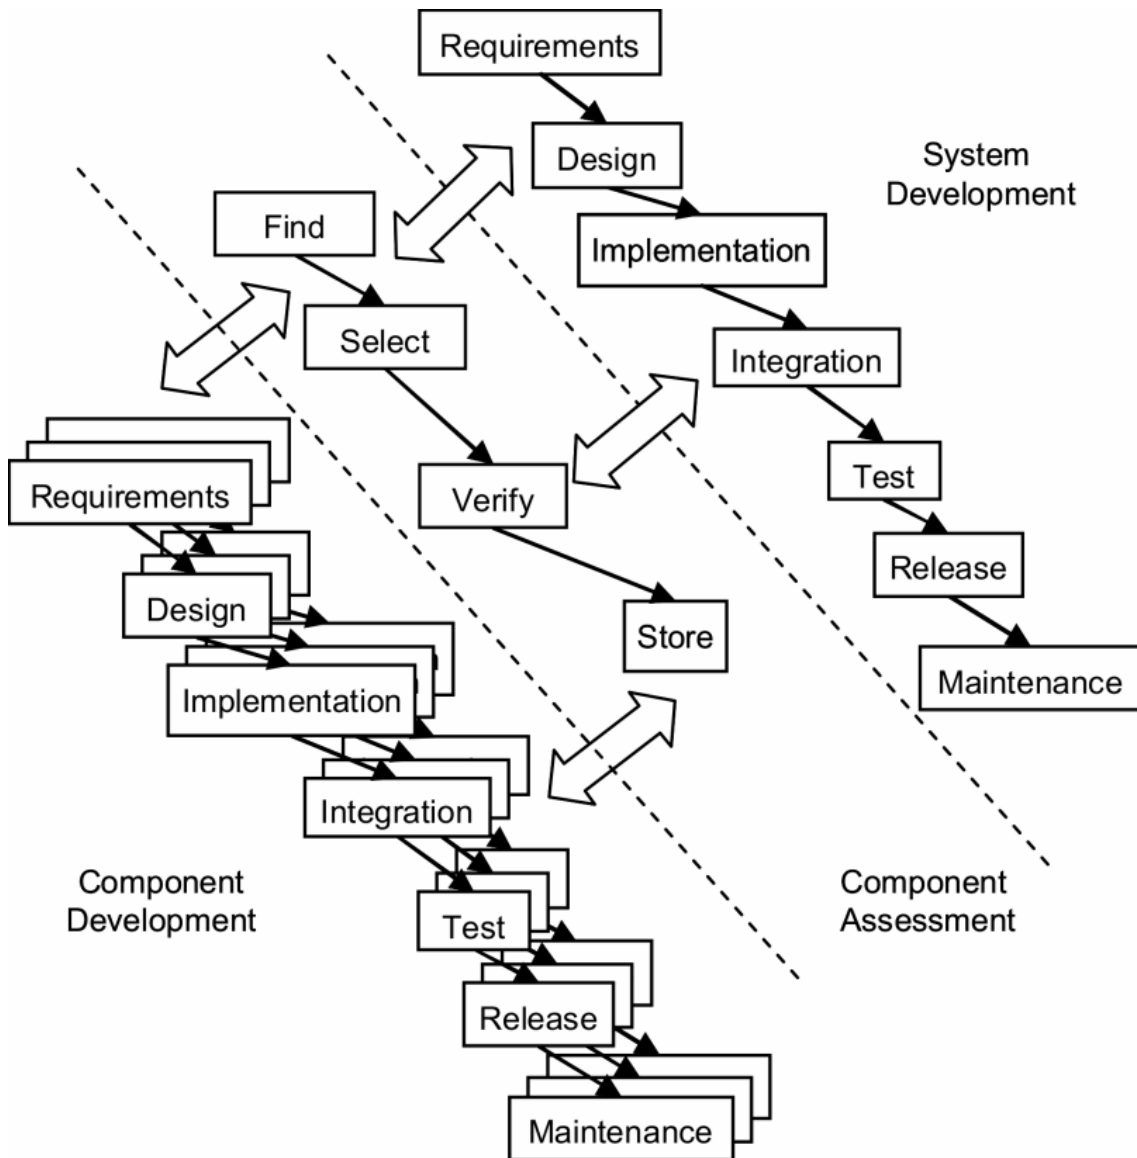 Requirements
Design
Implementation
Integration
Test
Release
Maintenance
System
Development
Find
Select
Verify
Store
Component
Assessment
Requirements
Design
Implementation
Integration
Test
Release
Maintenance
Component
Development